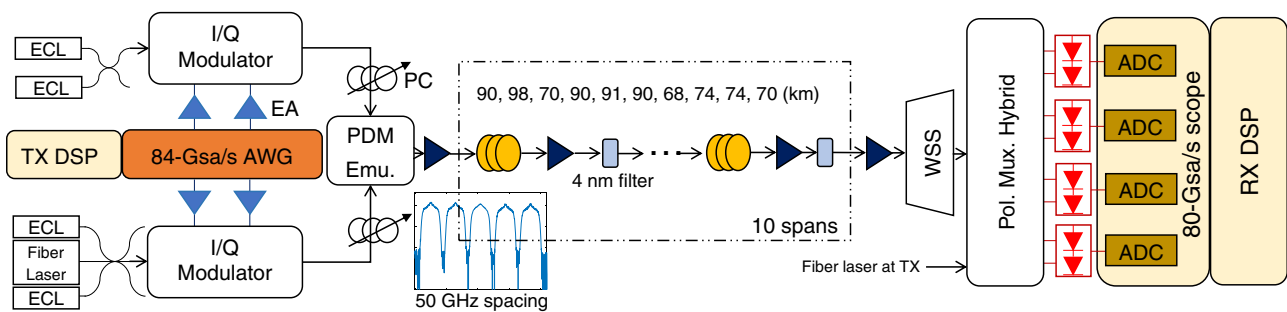 ECL
ECL
I/Q
Modulator
PC
EA
TX DSP
84-Gsa/s AWG
PDM
Emu.
ECL
Fiber
Laser
ECL
I/Q
Modulator
90, 98, 70, 90, 91, 90, 68, 74, 74, 70 (km)
4 nm filter
10 spans
50 GHz spacing
WSS
Fiber laser at TX
Pol. Mux. Hybrid
ADC
ADC
ADC
ADC
80-Gsa/s scope
RX DSP